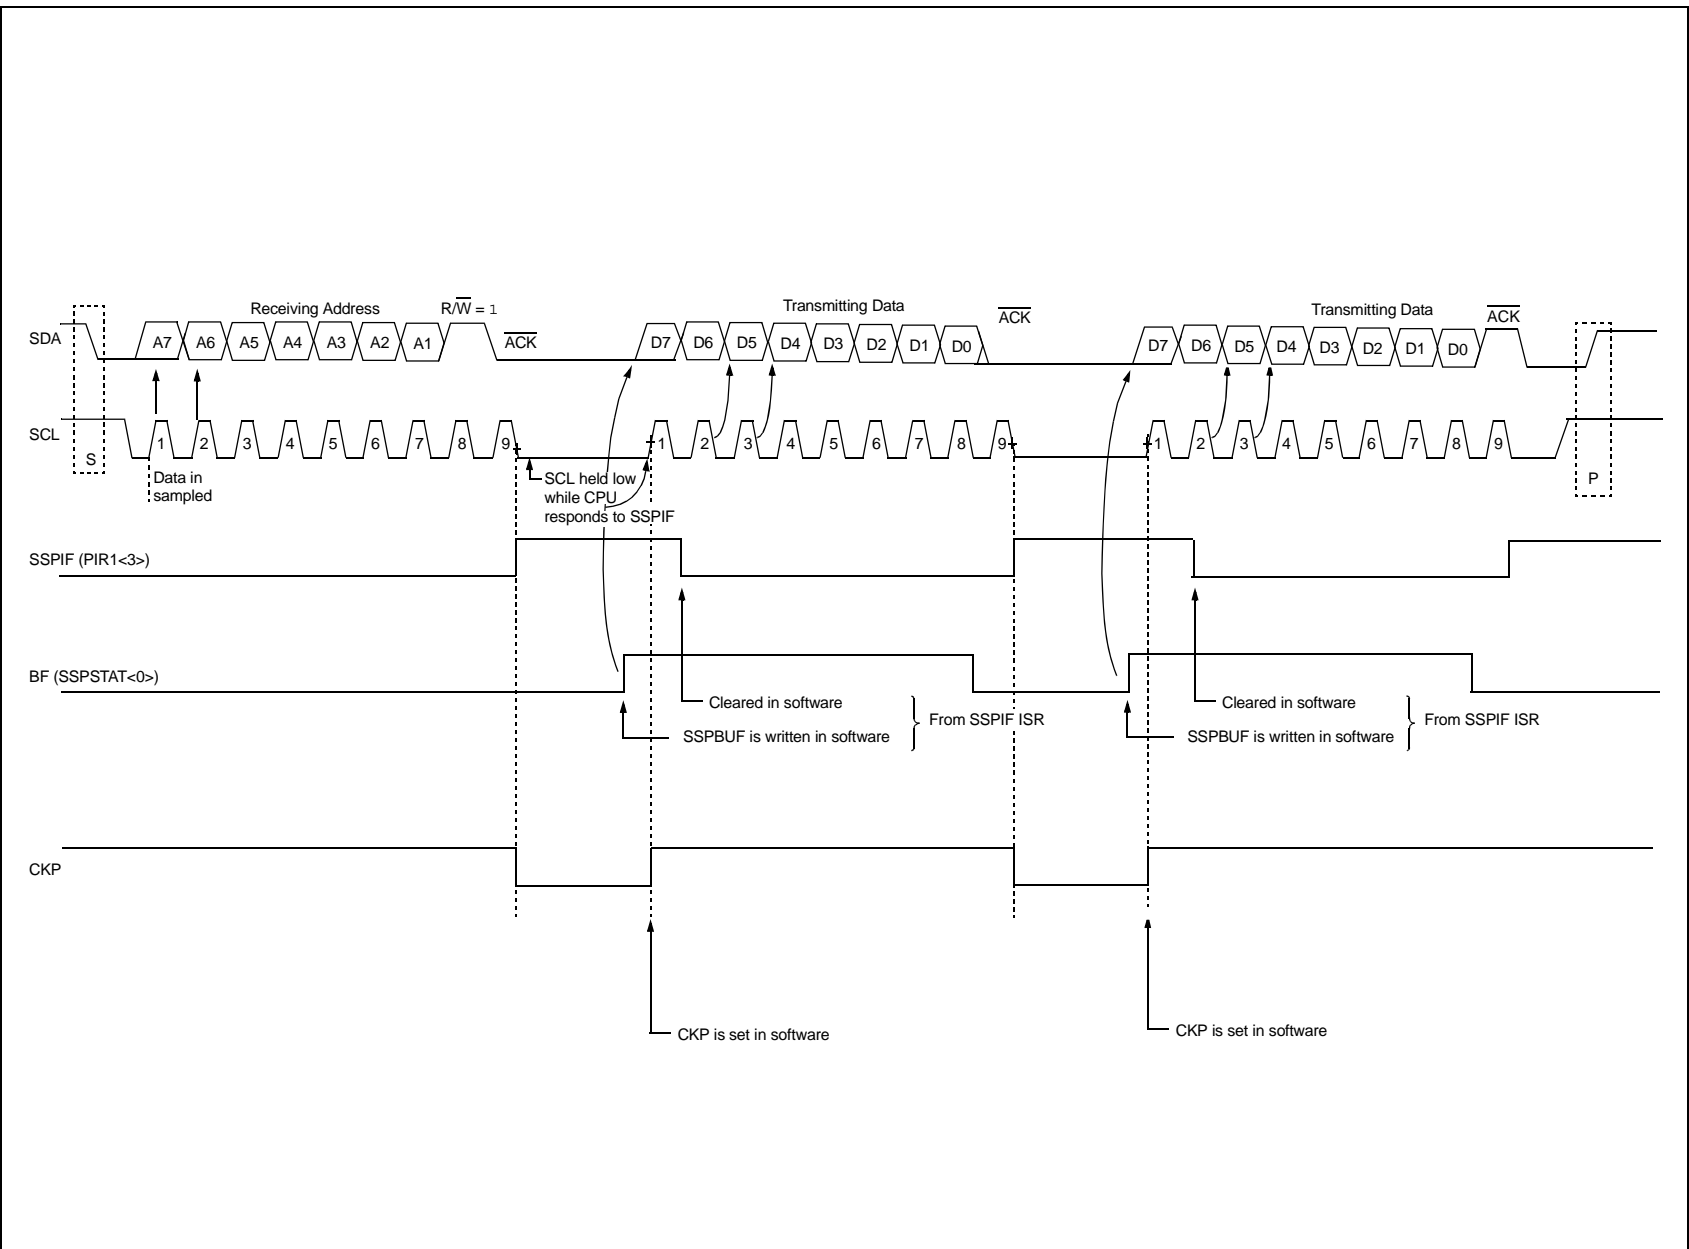 Receiving Address R/W = 1
Transmitting Data ACK
Transmitting Data ACK
SDA A7 A6 A5 A4 A3 A2 A1 ACK D7 D6 D5 D4 D3 D2 D1 D0 D7 D6 D5 D4 D3 D2 D1 D0
SCL 1 2 3 4 5 6 7 8 9 1 2 3 4 5 6 7 8 9 1 2 3 4 5 6 7 8 9
S
P
Data in
sampled
SCL held low
while CPU
responds to SSPIF
SSPIF (PIR1<3>)
BF (SSPSTAT<0>)
Cleared in software
SSPBUF is written in software
From SSPIF ISR
Cleared in software
SSPBUF is written in software
From SSPIF ISR
CKP
CKP is set in software
CKP is set in software